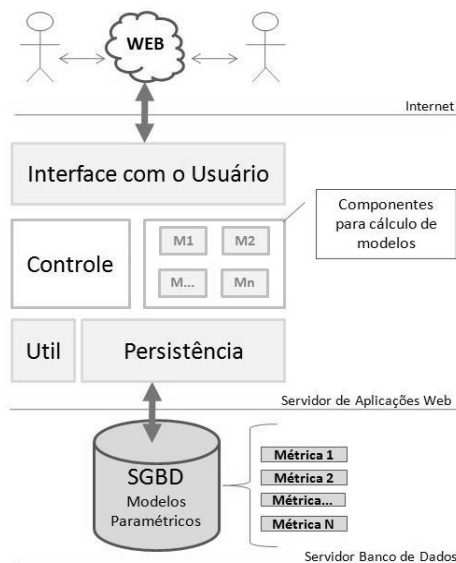 WEB
Internet
Interface com o Usuário
Componentes
para cálculo de
modelos
Controle
M1
M2
M...
Mn
Util
Persistência
Servidor de Aplicações Web
SGBD
Modelos
Paramétricos
Métrica 1
Métrica 2
Métrica...
Métrica N
Servidor Banco de Dados